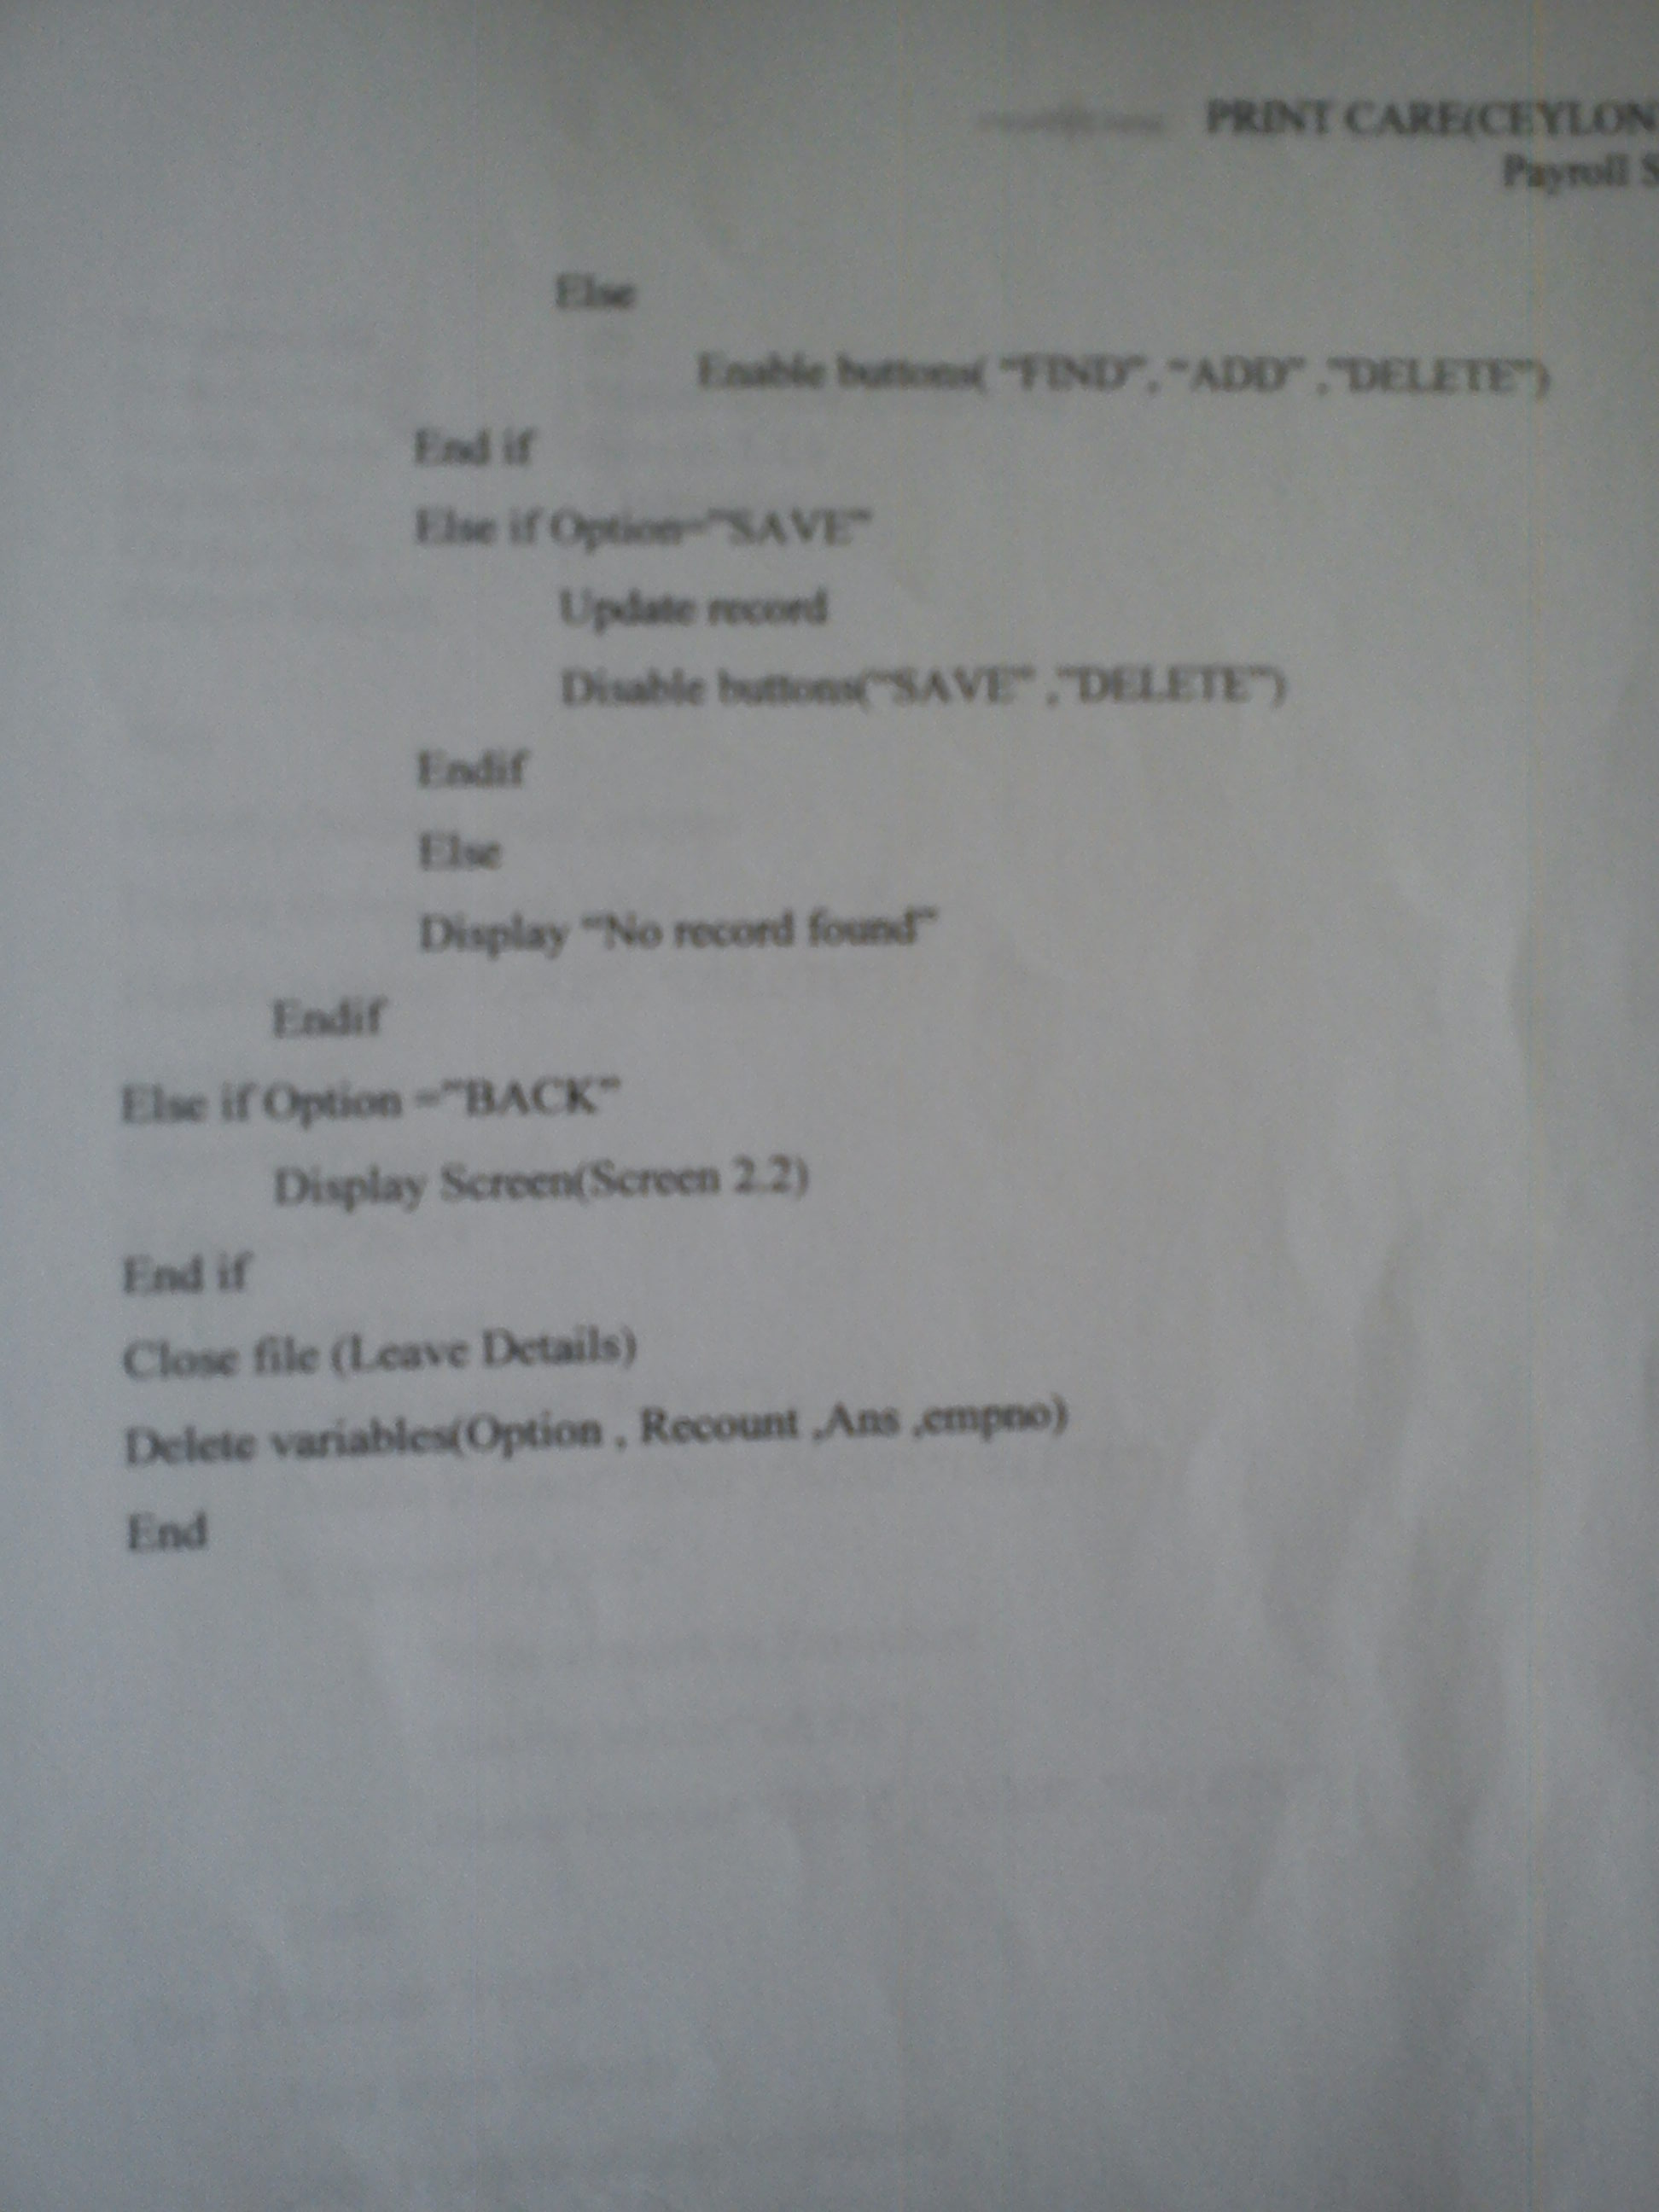 PRINT CARE(CEYLON
Payroll S
Else
Enable buttons( “FIND”, “ADD” ,”DELETE”)
End if
Else if Option=”SAVE”
Update record
Disable buttons(“SAVE” ,”DELETE”)
Endif
Else
Display “No record found”
Endif
Else if Option =”BACK”
Display Screen(Screen 2.2)
End if
Close file (Leave Details)
Delete variables(Option , Recount ,Ans ,empno)
End